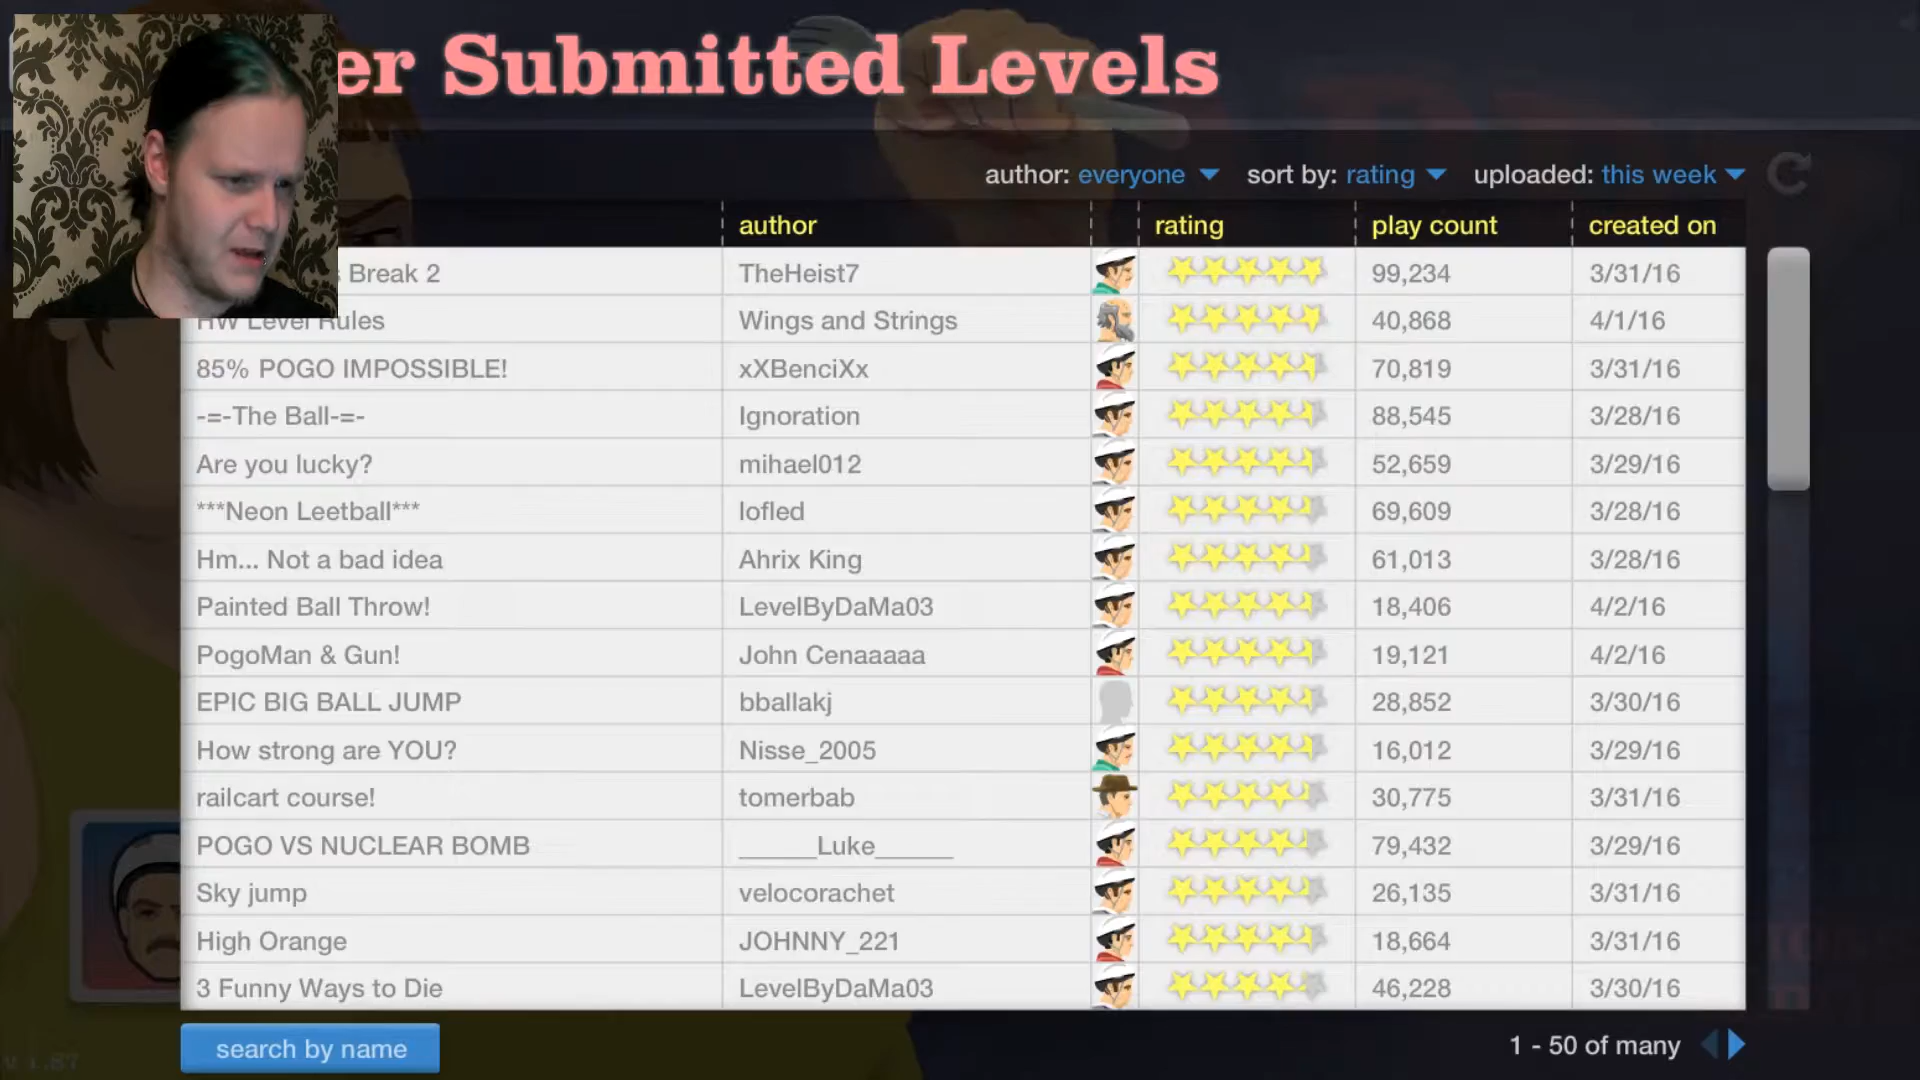 er Submitted Levels
author: everyone sort by: rating uploaded: this week
author rating play count created on
Break 2 TheHeist7 99,234 3/31/16
HW Level Rules Wings and Strings 40,868 4/1/16
85% POGO IMPOSSIBLE! xXBenciXx 70,819 3/31/16
-=-The Ball-=- Ignoration 88,545 3/28/16
Are you lucky? mihael012 52,659 3/29/16
***Neon Leetball*** lofled 69,609 3/28/16
Hm... Not a bad idea Ahrix King 61,013 3/28/16
Painted Ball Throw! LevelByDaMa03 18,406 4/2/16
PogoMan & Gun! John Cenaaaaa 19,121 4/2/16
EPIC BIG BALL JUMP bballakj 28,852 3/30/16
How strong are YOU? Nisse_2005 16,012 3/29/16
railcart course! tomerbab 30,775 3/31/16
POGO VS NUCLEAR BOMB ______Luke______ 79,432 3/29/16
Sky jump velocorachet 26,135 3/31/16
High Orange JOHNNY_221 18,664 3/31/16
3 Funny Ways to Die LevelByDaMa03 46,228 3/30/16
search by name 1 - 50 of many
v 1.87